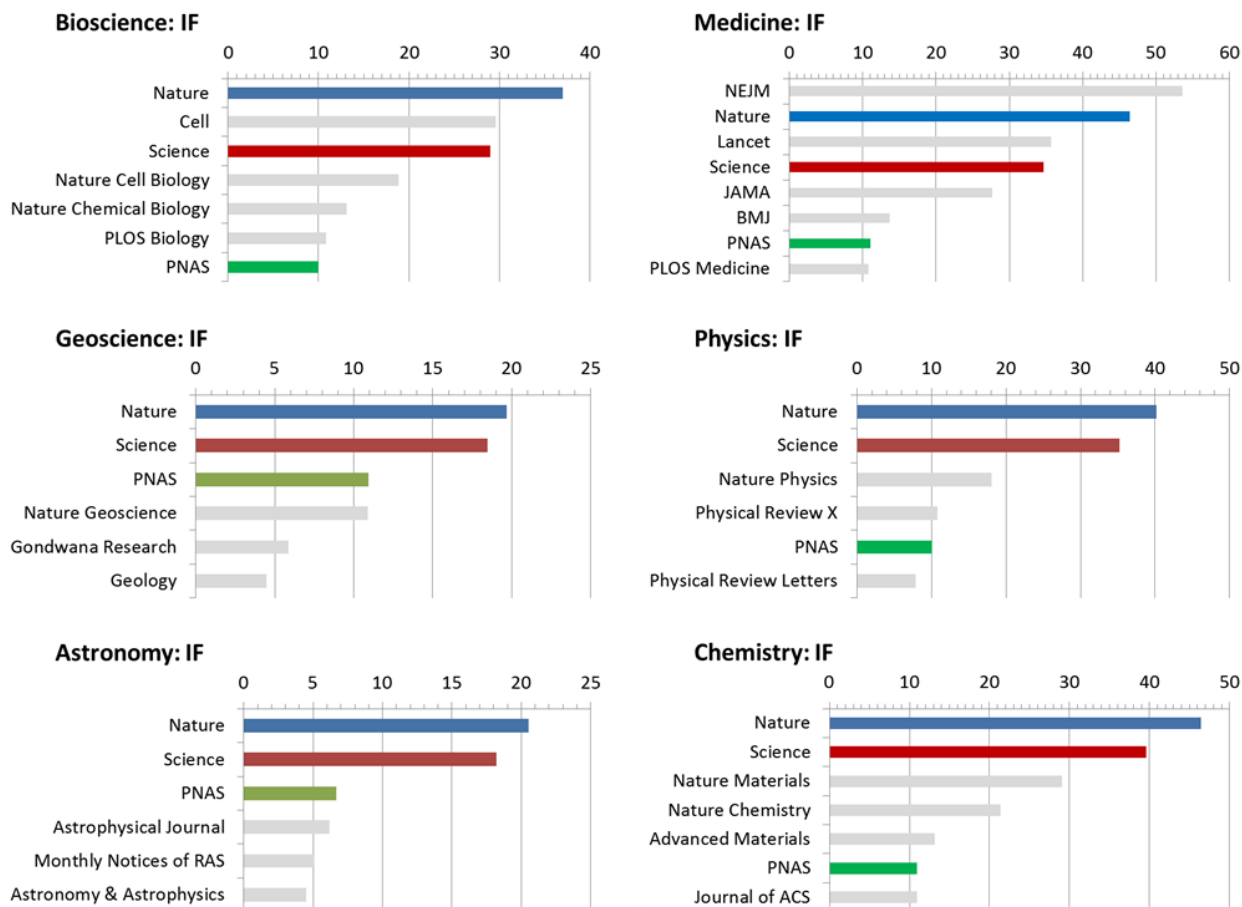 Bioscience: IF
0 10 20 30 40
Nature
Cell
Science
Nature Cell Biology
Nature Chemical Biology
PLOS Biology
PNAS
Medicine: IF
0 10 20 30 40 50 60
NEJM
Nature
Lancet
Science
JAMA
BMJ
PNAS
PLOS Medicine
Geoscience: IF
0 5 10 15 20 25
Nature
Science
PNAS
Nature Geoscience
Gondwana Research
Geology
Physics: IF
0 10 20 30 40 50
Nature
Science
Nature Physics
Physical Review X
PNAS
Physical Review Letters
Astronomy: IF
0 5 10 15 20 25
Nature
Science
PNAS
Astrophysical Journal
Monthly Notices of RAS
Astronomy & Astrophysics
Chemistry: IF
0 10 20 30 40 50
Nature
Science
Nature Materials
Nature Chemistry
Advanced Materials
PNAS
Journal of ACS